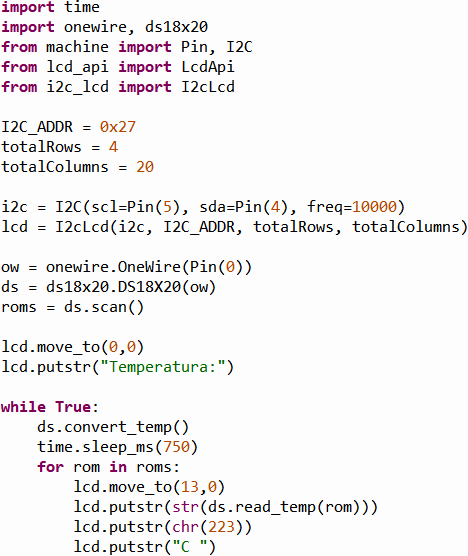 import time
import onewire, ds18x20
from machine import Pin, I2C
from lcd_api import LcdApi
from i2c_lcd import I2cLcd

I2C_ADDR = 0x27
totalRows = 4
totalColumns = 20

i2c = I2C(scl=Pin(5), sda=Pin(4), freq=10000)
lcd = I2cLcd(i2c, I2C_ADDR, totalRows, totalColumns)

ow = onewire.OneWire(Pin(0))
ds = ds18x20.DS18X20(ow)
roms = ds.scan()

lcd.move_to(0,0)
lcd.putstr("Temperatura:")

while True:
    ds.convert_temp()
    time.sleep_ms(750)
    for rom in roms:
        lcd.move_to(13,0)
        lcd.putstr(str(ds.read_temp(rom)))
        lcd.putstr(chr(223))
        lcd.putstr("C ")